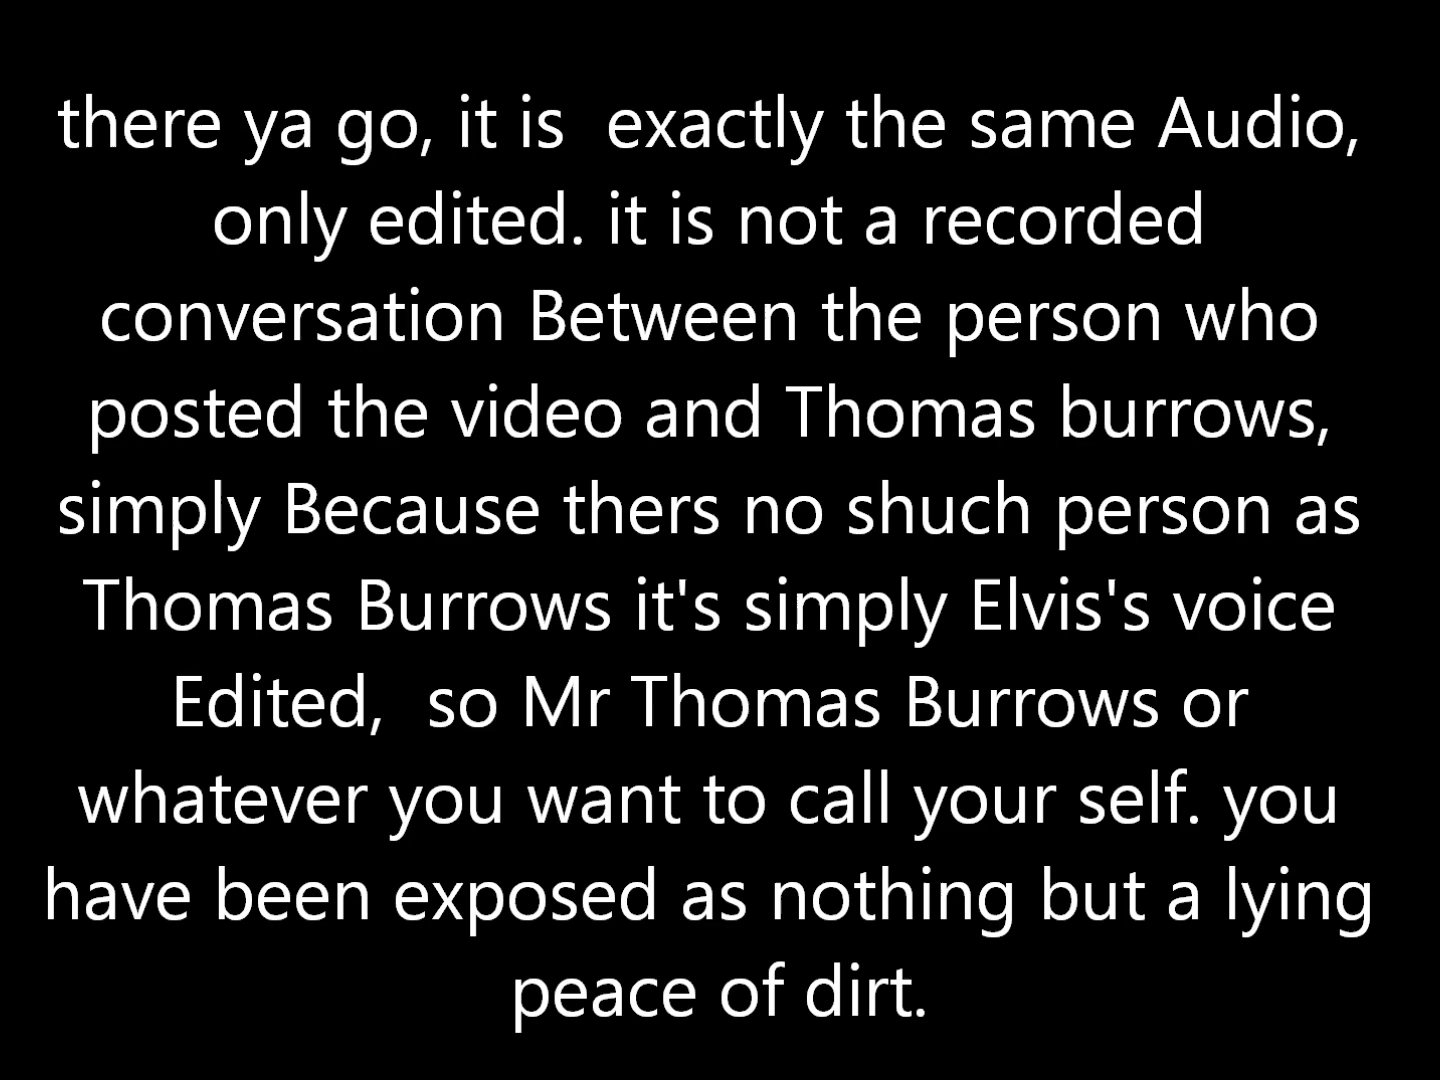 there ya go, it is  exactly the same Audio,
only edited. it is not a recorded
conversation Between the person who
posted the video and Thomas burrows,
simply Because thers no shuch person as
Thomas Burrows it's simply Elvis's voice
Edited,  so Mr Thomas Burrows or
whatever you want to call your self. you
have been exposed as nothing but a lying
peace of dirt.